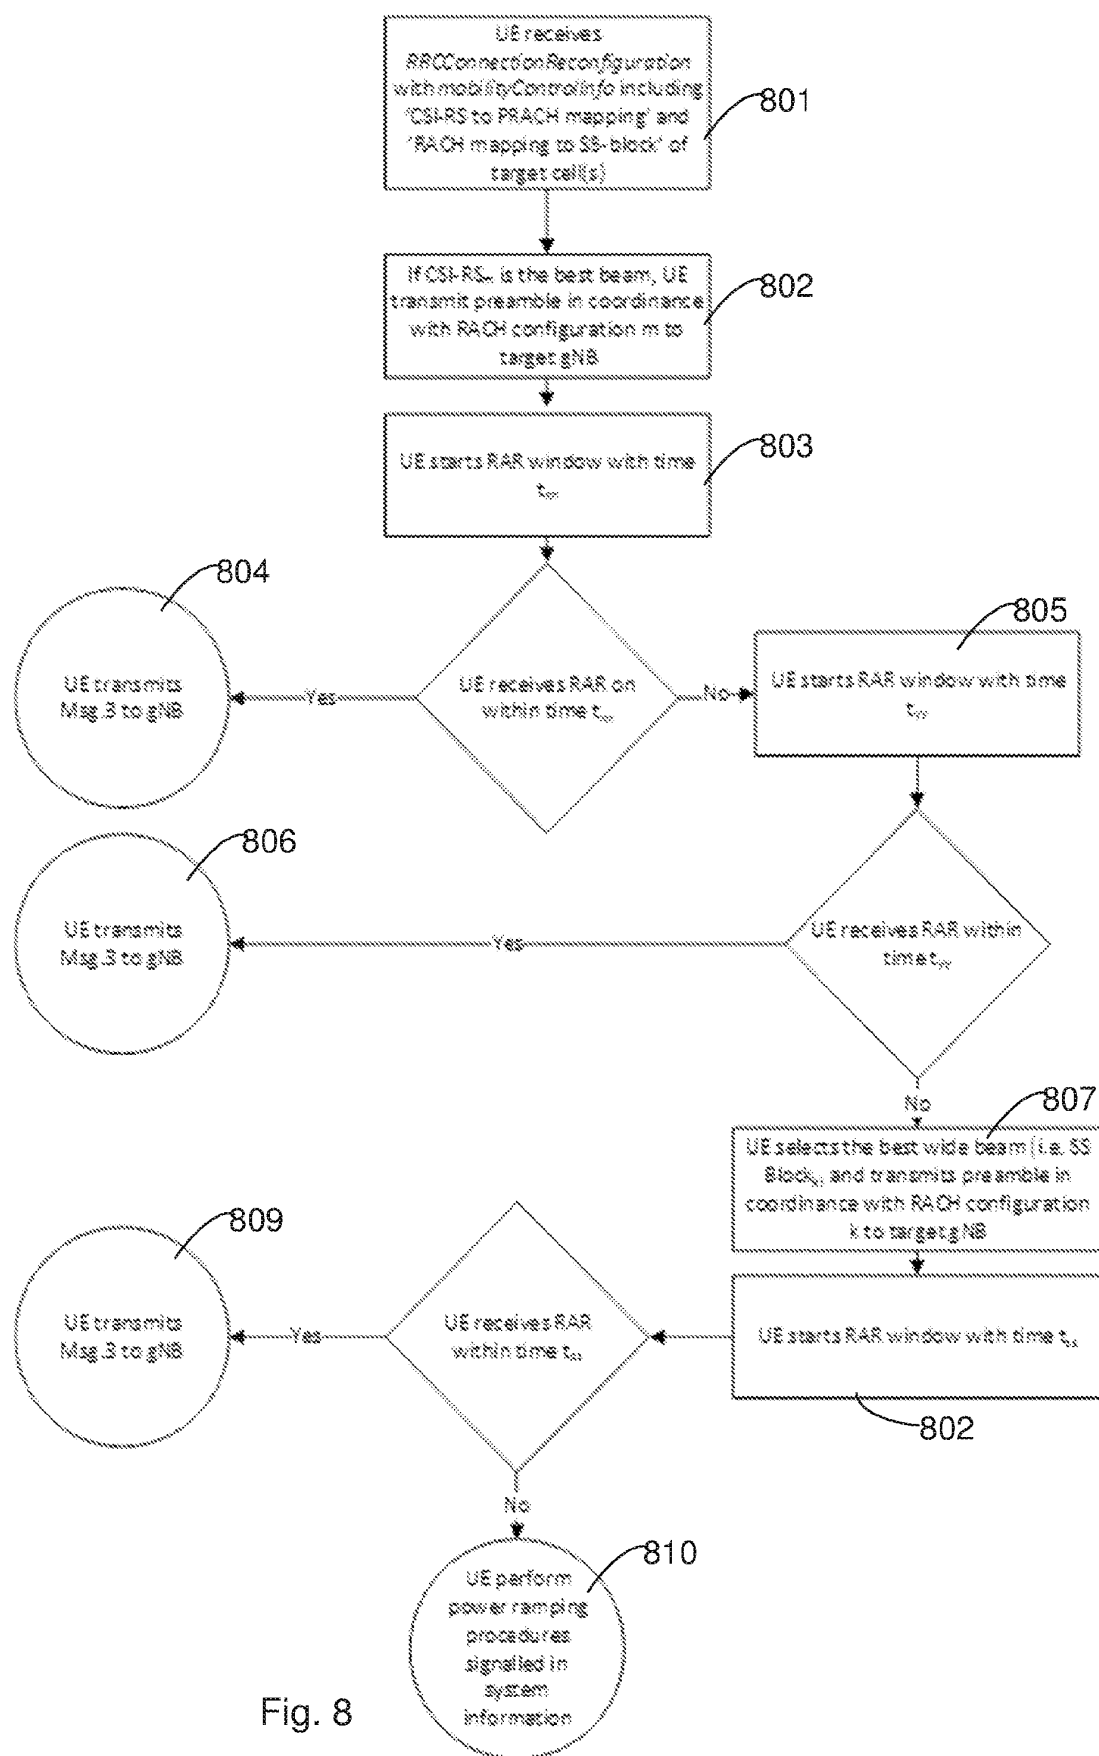 UE receives
RRCConnectionReconfiguration
with mobilityControlInfo including
'CSI-RS to PRACH mapping' and
'RACH mapping to SS-block' of
target cell(s)
801
If CSI-RS is the best beam, UE
transmit preamble in coordinance
with RACH configuration m to
target gNB
802
UE starts RAR window with time
803
804
UE transmits
Msg.3 to gNB
Yes
UE receives RAR on
within time
No
805
UE starts RAR window with time
806
UE transmits
Msg.3 to gNB
Yes
UE receives RAR within
time
No
807
UE selects the best wide beam (i.e. SS
Block and transmits preamble in
coordinance with RACH configuration
k to target gNB
809
UE transmits
Msg.3 to gNB
Yes
UE receives RAR
within time
UE starts RAR window with time
802
No
810
UE perform
power ramping
procedures
signalled in
system
information
Fig. 8